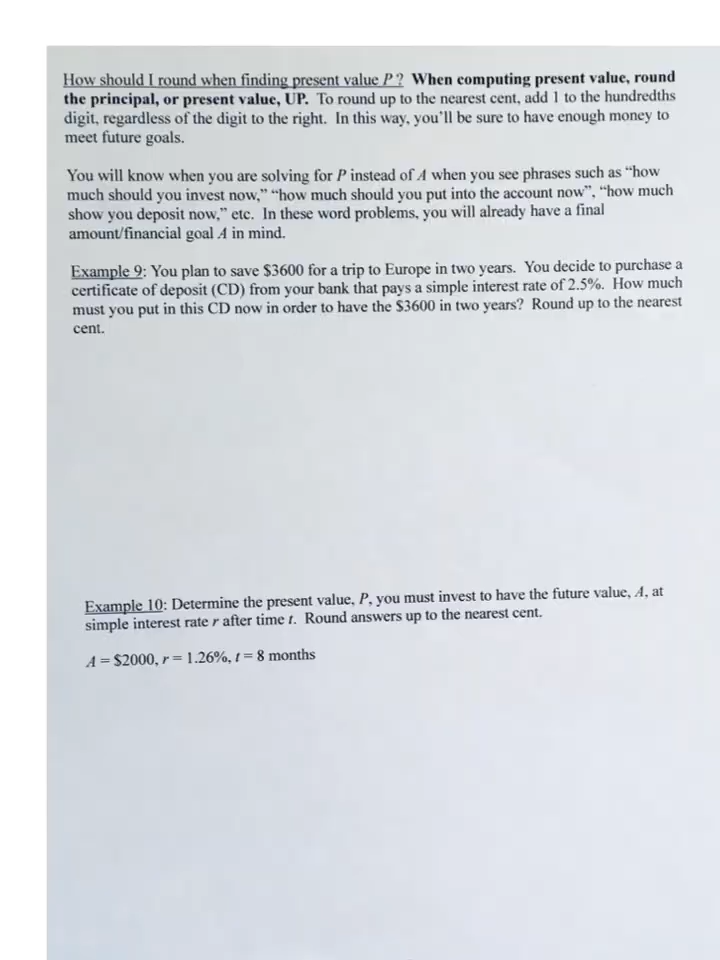 How should I round when finding present value P ? When computing present value, round
the principal, or present value, UP. To round up to the nearest cent, add 1 to the hundredths
digit, regardless of the digit to the right. In this way, you'll be sure to have enough money to
meet future goals.
You will know when you are solving for P instead of A when you see phrases such as “how
much should you invest now,” “how much should you put into the account now”, “how much
show you deposit now,” etc. In these word problems, you will already have a final
amount/financial goal A in mind.
Example 9: You plan to save $3600 for a trip to Europe in two years. You decide to purchase a
certificate of deposit (CD) from your bank that pays a simple interest rate of 2.5%. How much
must you put in this CD now in order to have the $3600 in two years? Round up to the nearest
cent.
Example 10: Determine the present value, P, you must invest to have the future value, A, at
simple interest rate r after time t. Round answers up to the nearest cent.
A = $2000, r = 1.26%, t = 8 months